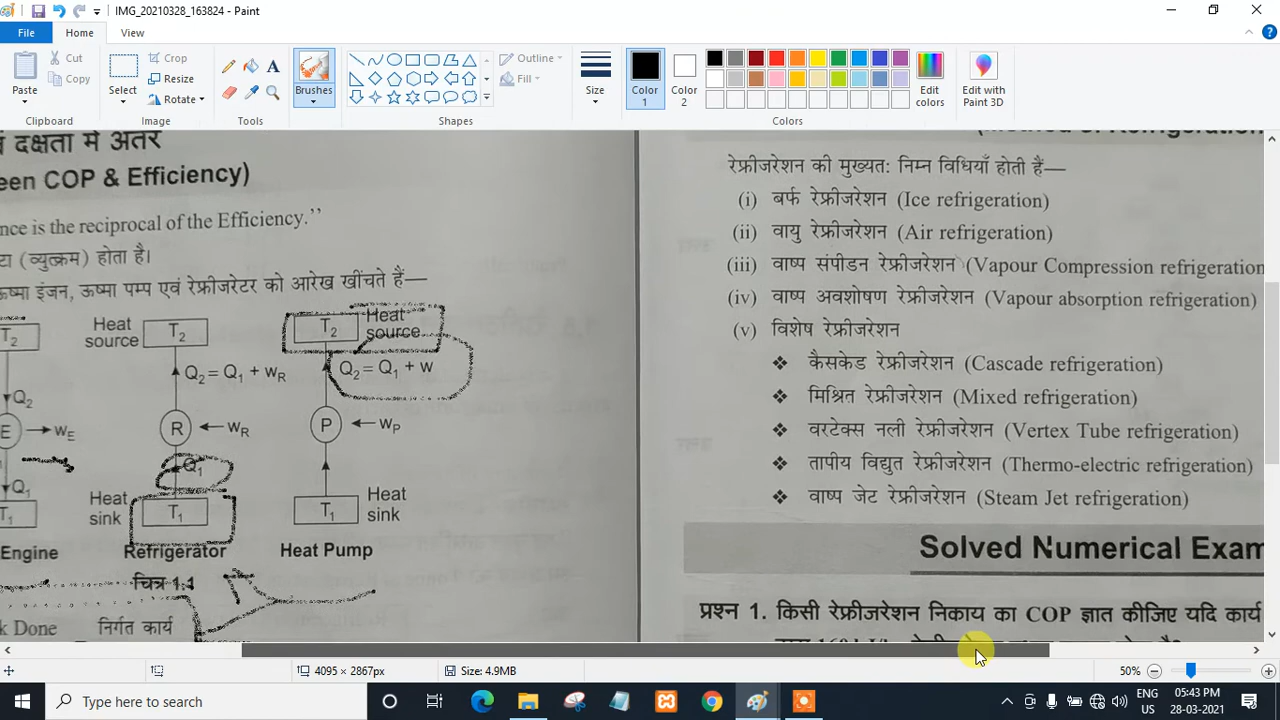 IMG_20210328_163824 - Paint
File
Home
View
Paste
Cut
Copy
Clipboard
Select
Crop
Resize
Rotate
Image
Tools
Brushes
Shapes
Outline
Fill
Size
Color 1
Color 2
Colors
Edit colors
Edit with Paint 3D
दक्षता में अंतर
een COP & Efficiency)
nce is the reciprocal of the Efficiency.”
टा (व्युत्क्रम) होता है।
ऊष्मा इंजन, ऊष्मा पम्प एवं रेफ्रीजरेटर को आरेख खींचते हैं—
T2
Q2
E
WE
Q1
T1
Engine
Heat source
T2
Q2 = Q1 + wR
R
wR
Q1
Heat sink
T1
Refrigerator
Heat source
T2
Q2 = Q1 + w
P
wP
Heat sink
T1
Heat Pump
चित्र 1.1
k Done
निर्गत कार्य
रेफ्रीजरेशन की मुख्यत: निम्न विधियाँ होती हैं—
(i) बर्फ रेफ्रीजरेशन (Ice refrigeration)
(ii) वायु रेफ्रीजरेशन (Air refrigeration)
(iii) वाष्प संपीडन रेफ्रीजरेशन (Vapour Compression refrigeration
(iv) वाष्प अवशोषण रेफ्रीजरेशन (Vapour absorption refrigeration)
(v) विशेष रेफ्रीजरेशन
❖ कैसकेड रेफ्रीजरेशन (Cascade refrigeration)
❖ मिश्रित रेफ्रीजरेशन (Mixed refrigeration)
❖ वरटेक्स नली रेफ्रीजरेशन (Vertex Tube refrigeration)
❖ तापीय विद्युत रेफ्रीजरेशन (Thermo-electric refrigeration)
❖ वाष्प जेट रेफ्रीजरेशन (Steam Jet refrigeration)
Solved Numerical Exam
प्रश्न 1. किसी रेफ्रीजरेशन निकाय का COP ज्ञात कीजिए यदि कार्य
4095 × 2867px
Size: 4.9MB
50%
Type here to search
ENG
US
05:43 PM
28-03-2021